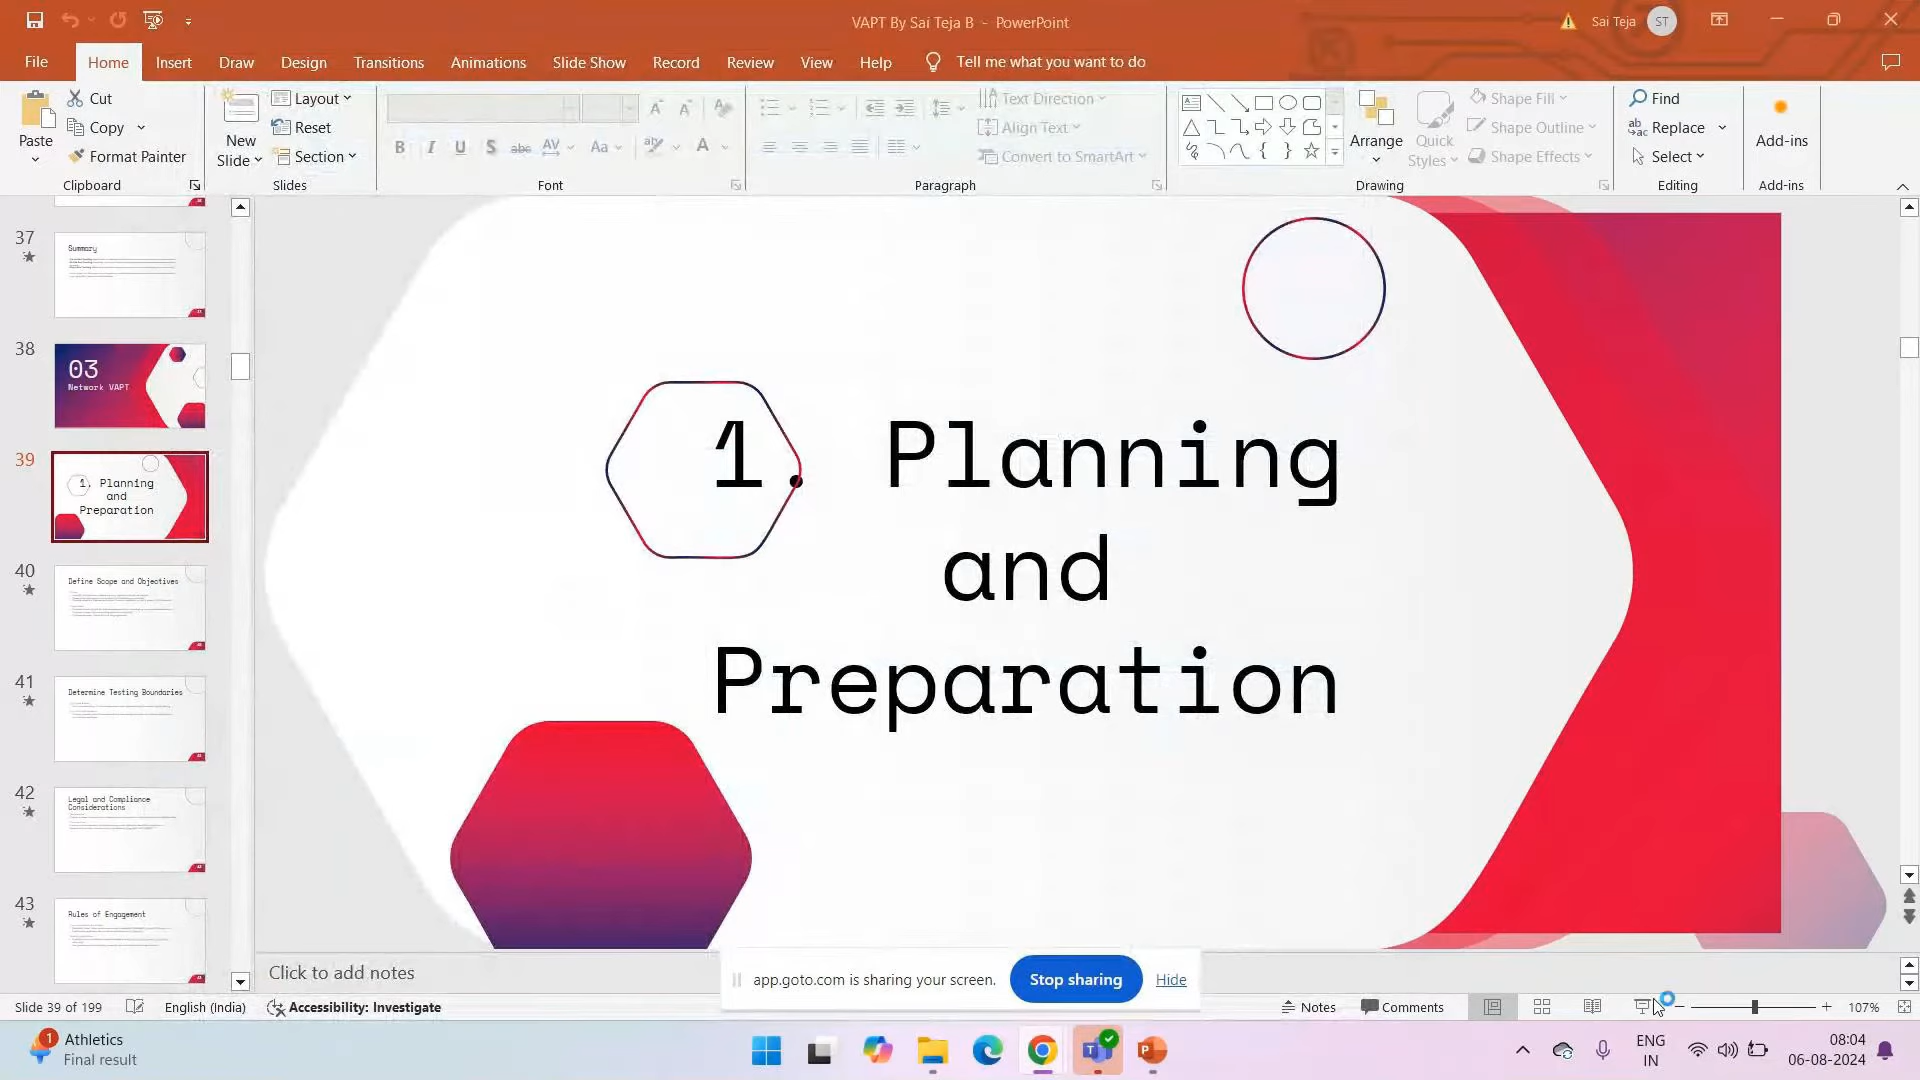 VAPT By Sai Teja B - PowerPoint
Sai Teja
ST
File
Home
Insert
Draw
Design
Transitions
Animations
Slide Show
Record
Review
View
Help
Tell me what you want to do
Paste
Cut
Copy
Format Painter
Clipboard
New
Slide
Layout
Reset
Section
Slides
Font
Text Direction
Align Text
Convert to SmartArt
Paragraph
Arrange
Quick
Styles
Shape Fill
Shape Outline
Shape Effects
Drawing
Find
Replace
Select
Editing
Add-ins
Add-ins
37
Summary
38
03
Network VAPT
39
1. Planning
and
Preparation
40
Define Scope and Objectives
41
Determine Testing Boundaries
42
Legal and Compliance
Considerations
43
Rules of Engagement
1. Planning
and
Preparation
Click to add notes
app.goto.com is sharing your screen.
Stop sharing
Hide
Slide 39 of 199
English (India)
Accessibility: Investigate
Notes
Comments
107%
1
Athletics
Final result
ENG
IN
08:04
06-08-2024